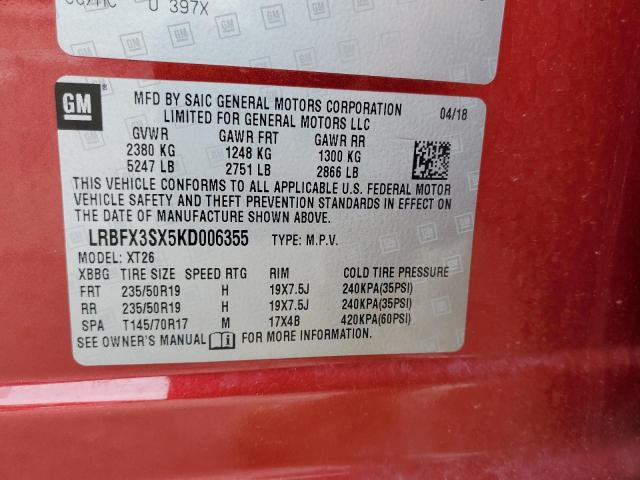 U 397X
GM
MFD BY SAIC GENERAL MOTORS CORPORATION
LIMITED FOR GENERAL MOTORS LLC
04/18
GVWR GAWR FRT GAWR RR
2380 KG 1248 KG 1300 KG
5247 LB 2751 LB 2866 LB
THIS VEHICLE CONFORMS TO ALL APPLICABLE U.S. FEDERAL MOTOR
VEHICLE SAFETY AND THEFT PREVENTION STANDARDS IN EFFECT ON
THE DATE OF MANUFACTURE SHOWN ABOVE.
LRBFX3SX5KD006355 TYPE: M.P.V.
MODEL: XT26
XBBG TIRE SIZE SPEED RTG RIM COLD TIRE PRESSURE
FRT 235/50R19 H 19X7.5J 240KPA(35PSI)
RR 235/50R19 H 19X7.5J 240KPA(35PSI)
SPA T145/70R17 M 17X4B 420KPA(60PSI)
SEE OWNER'S MANUAL FOR MORE INFORMATION.